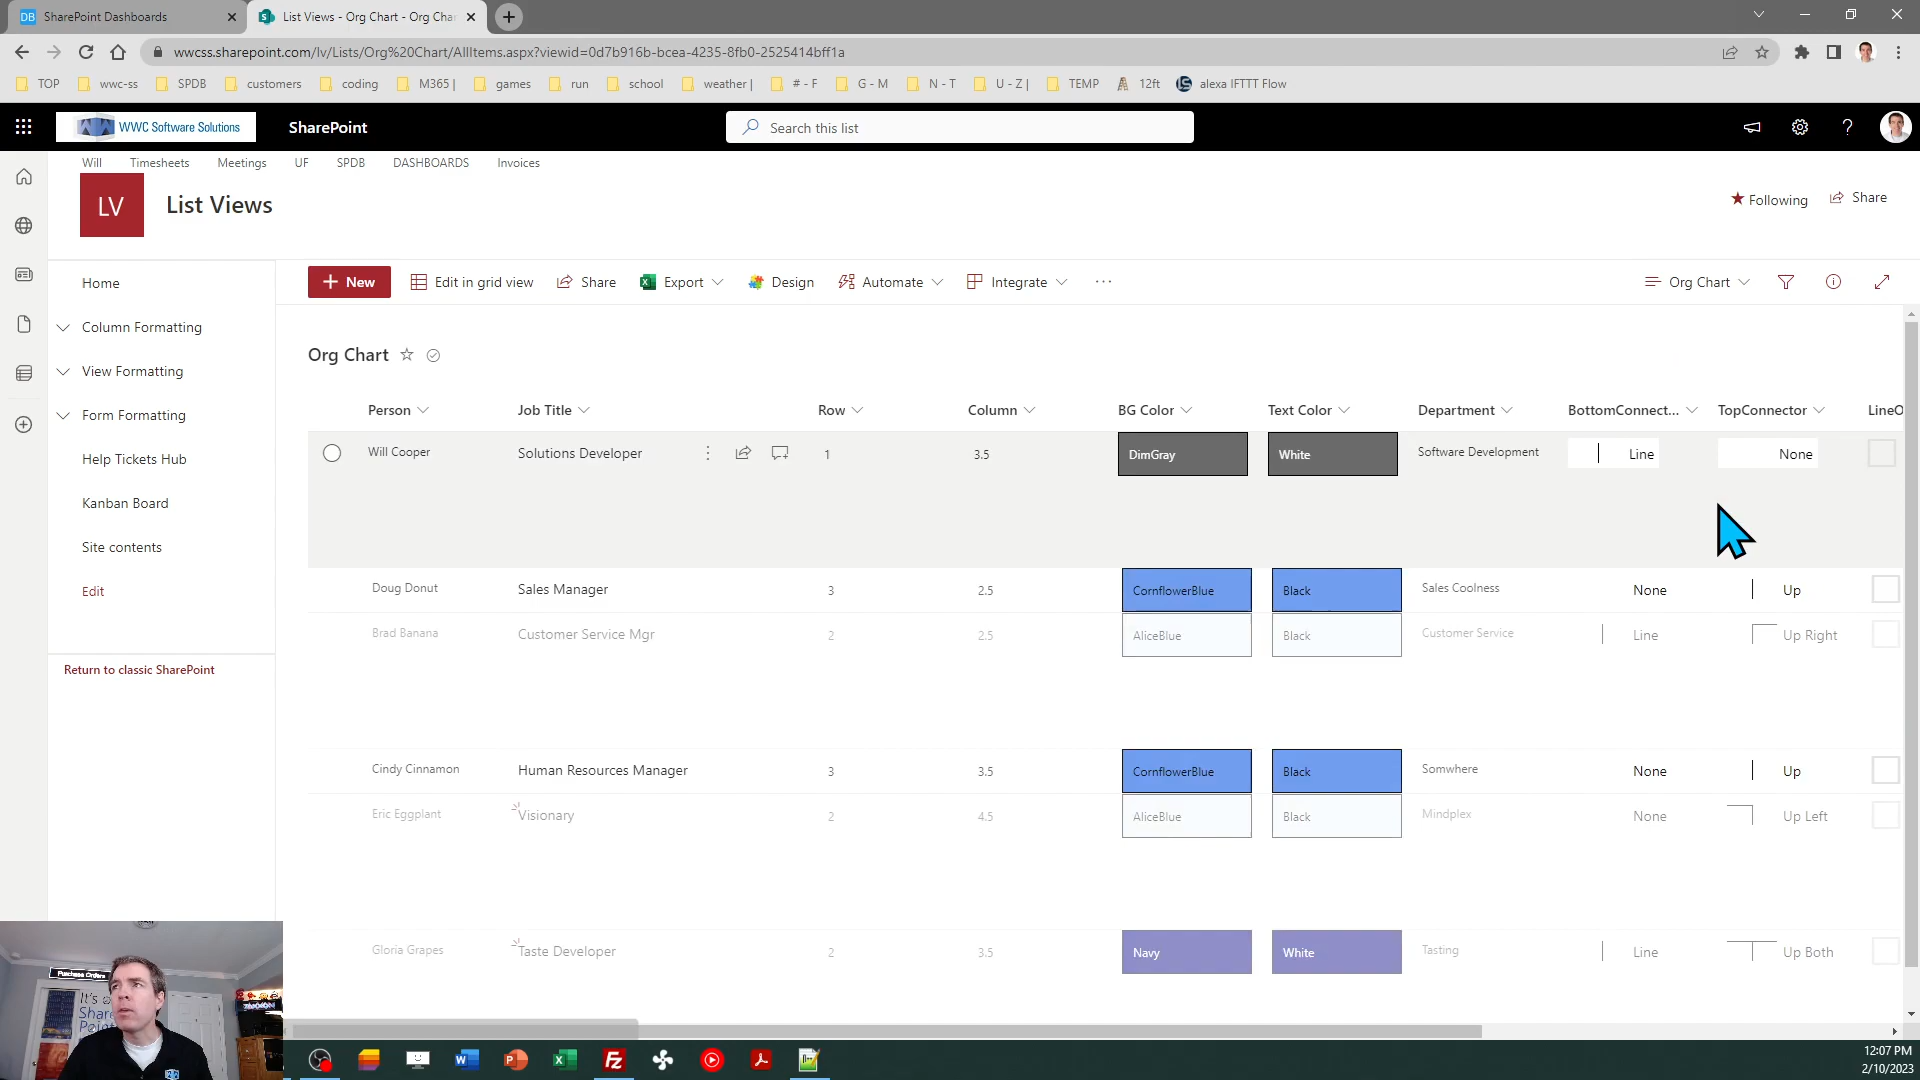 DB SharePoint Dashboards
S List Views - Org Chart - Org Char
wwcss.sharepoint.com/lv/Lists/Org%20Chart/AllItems.aspx?viewid=0d7b916b-bcea-4235-8fb0-2525414bff1a
TOP wwc-ss SPDB customers coding M365 | games run school weather | # - F G - M N - T U - Z | TEMP 12ft alexa IFTTT Flow
WWC Software Solutions SharePoint Search this list ?
Will Timesheets Meetings UF SPDB DASHBOARDS Invoices
LV List Views Following Share
Home
Column Formatting
View Formatting
Form Formatting
Help Tickets Hub
Kanban Board
Site contents
Edit
Return to classic SharePoint
+ New Edit in grid view Share Export Design Automate Integrate ... Org Chart
Org Chart
Person Job Title Row Column BG Color Text Color Department BottomConnect... TopConnector LineO
Will Cooper Solutions Developer 1 3.5 DimGray White Software Development Line None
Doug Donut Sales Manager 3 2.5 CornflowerBlue Black Sales Coolness None Up
Brad Banana Customer Service Mgr 2 2.5 AliceBlue Black Customer Service Line Up Right
Cindy Cinnamon Human Resources Manager 3 3.5 CornflowerBlue Black Somwhere None Up
Eric Eggplant Visionary 2 4.5 AliceBlue Black Mindplex None Up Left
Gloria Grapes Taste Developer 2 3.5 Navy White Tasting Line Up Both
Purchase Orders
It's o
Share
Poin
12:07 PM
2/10/2023